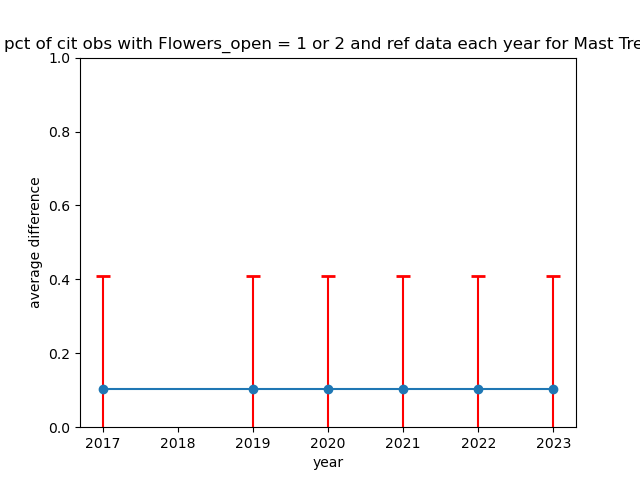 pct of cit obs with Flowers_open = 1 or 2 and ref data each year for Mast Tre
1.0
0.8
0.6
0.4
0.2
0.0
average difference
2017 2018 2019 2020 2021 2022 2023
year